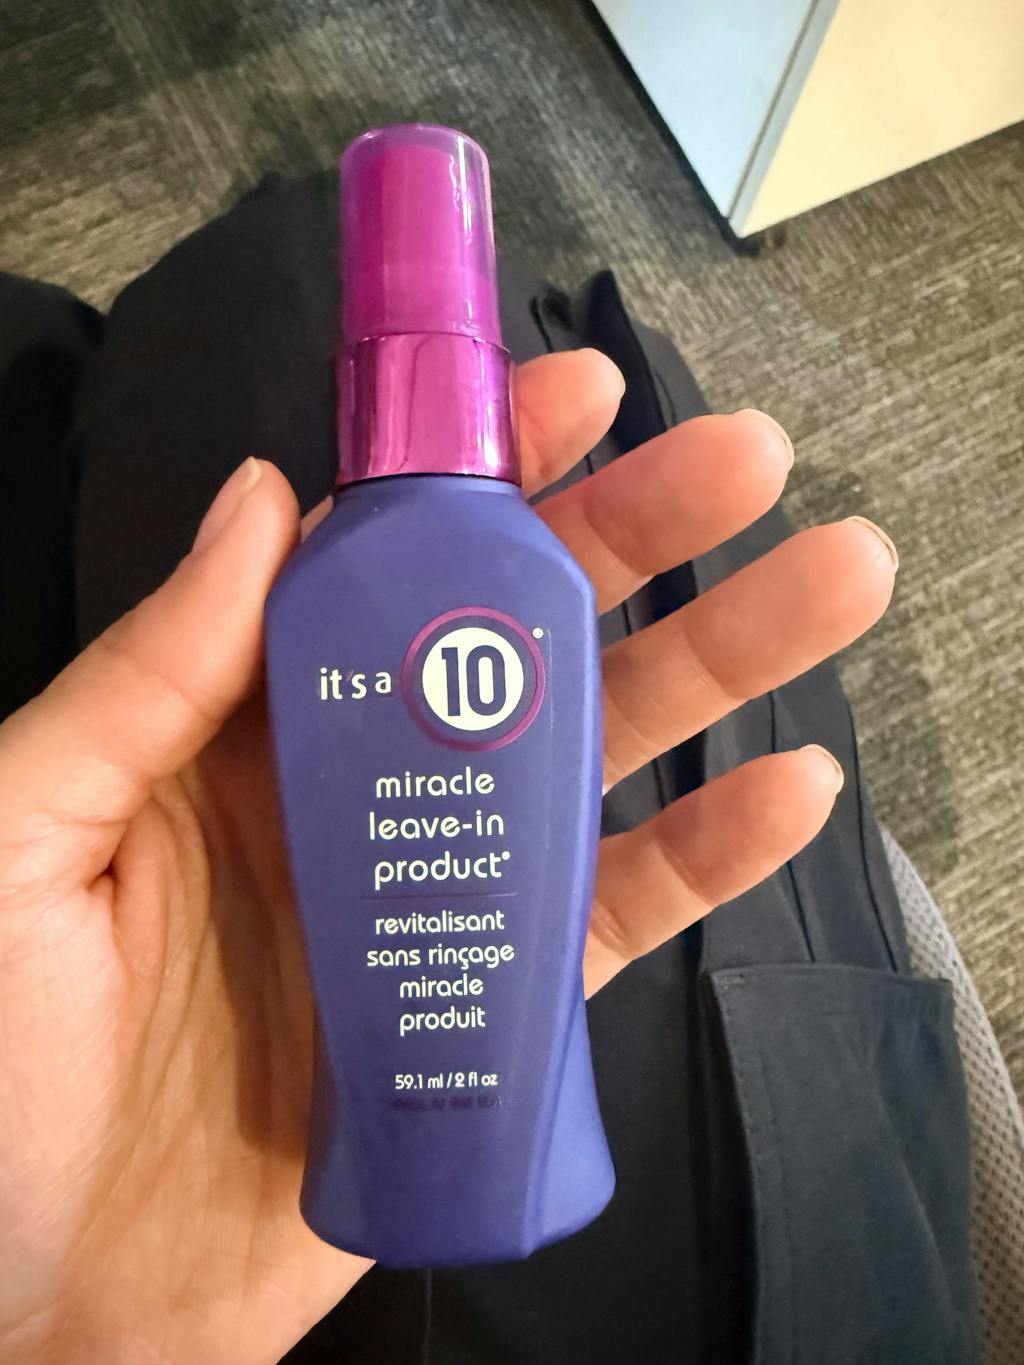 it's a 10®
miracle
leave-in
product®
revitalisant
sans rinçage
miracle
produit
59.1 ml / 2 fl oz